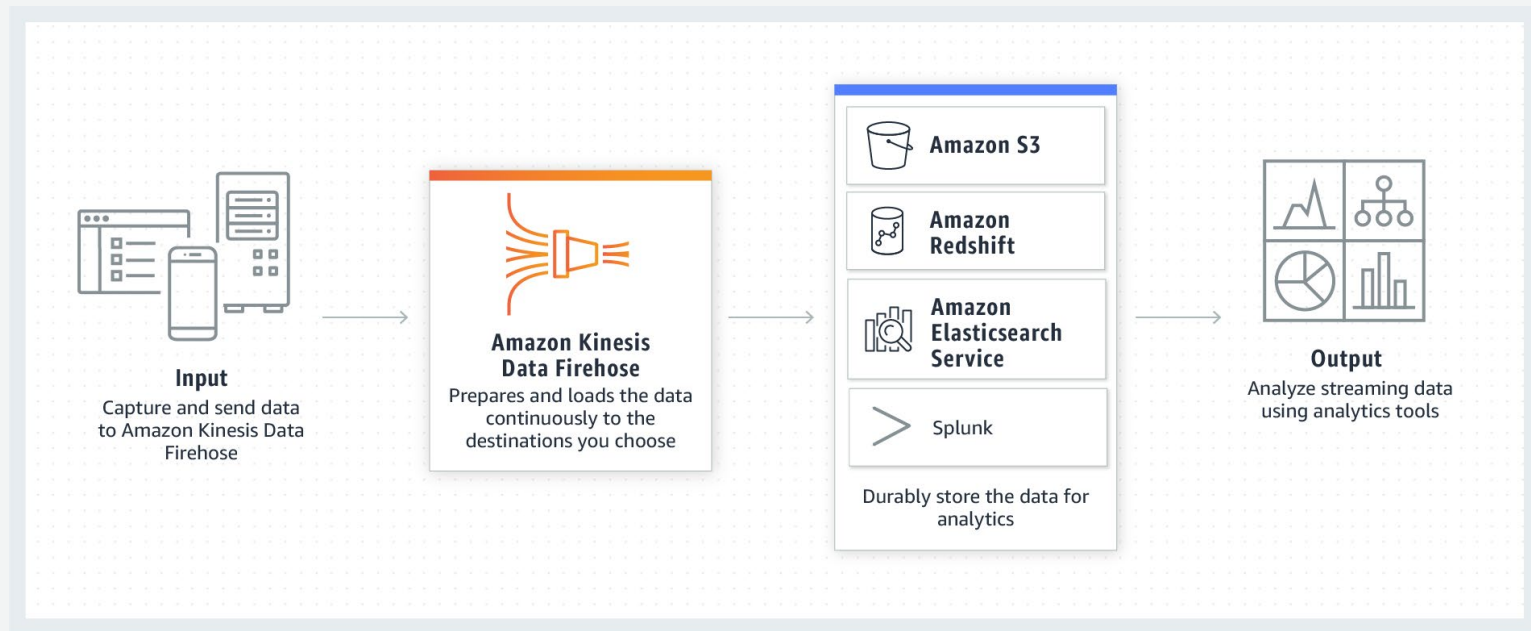 Input
Capture and send data
to Amazon Kinesis Data
Firehose
Amazon Kinesis
Data Firehose
Prepares and loads the data
continuously to the
destinations you choose
Amazon S3
Amazon
Redshift
Amazon
Elasticsearch
Service
Splunk
Durably store the data for
analytics
Output
Analyze streaming data
using analytics tools